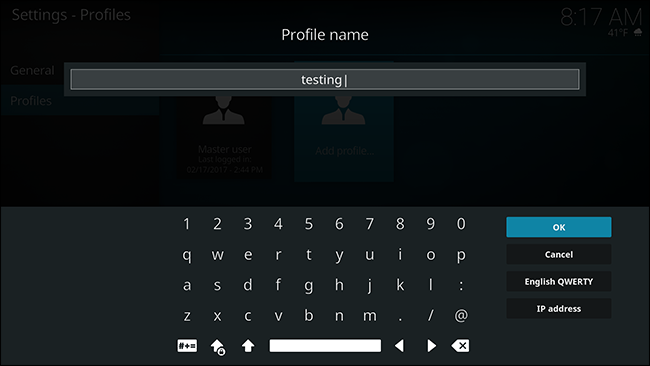 Settings - Profiles
8:17 AM
41°F
Profile name
General
testing
Profiles
Master user
Last logged in:
02/17/2017 - 2:44 PM
Add profile...
1 2 3 4 5 6 7 8 9 0
OK
q w e r t y u i o p
Cancel
a s d f g h j k l :
English QWERTY
z x c v b n m . / @
IP address
#+=